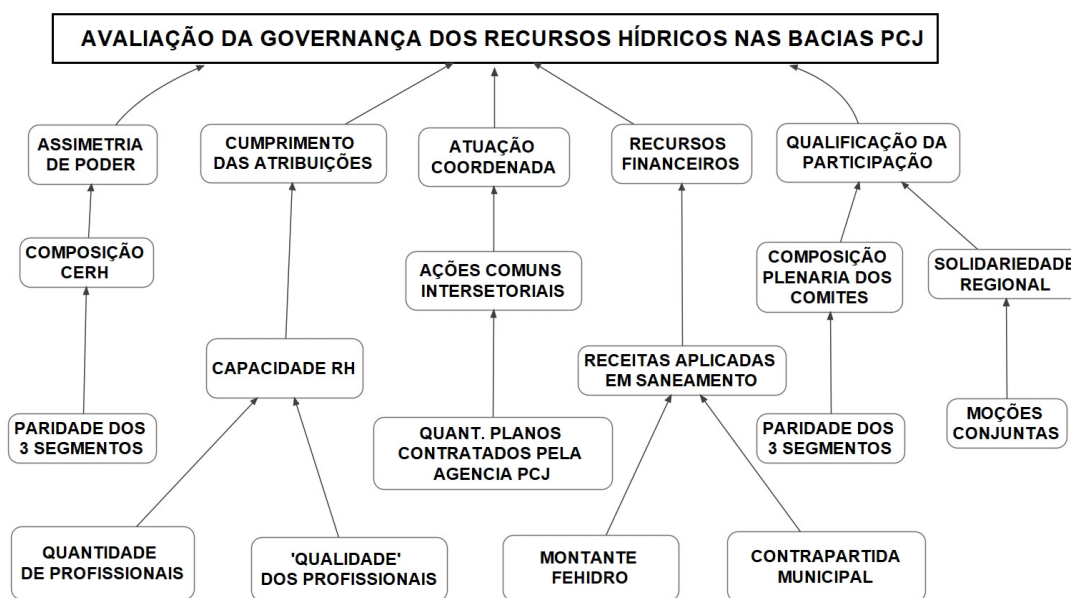 AVALIAÇÃO DA GOVERNANÇA DOS RECURSOS HÍDRICOS NAS BACIAS PCJ
ASSIMETRIA
DE PODER
CUMPRIMENTO
DAS ATRIBUIÇÕES
ATUAÇÃO
COORDENADA
RECURSOS
FINANCEIROS
QUALIFICAÇÃO DA
PARTICIPAÇÃO
COMPOSIÇÃO
CERH
AÇÕES COMUNS
INTERSETORIAIS
COMPOSIÇÃO
PLENARIA DOS
COMITES
SOLIDARIEDADE
REGIONAL
CAPACIDADE RH
RECEITAS APLICADAS
EM SANEAMENTO
PARIDADE DOS
3 SEGMENTOS
QUANT. PLANOS
CONTRATADOS PELA
AGENCIA PCJ
PARIDADE DOS
3 SEGMENTOS
MOÇÕES
CONJUNTAS
QUANTIDADE
DE PROFISSIONAIS
'QUALIDADE'
DOS PROFISSIONAIS
MONTANTE
FEHIDRO
CONTRAPARTIDA
MUNICIPAL